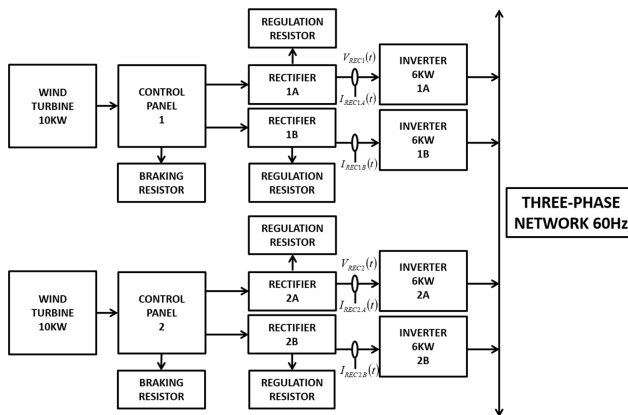 REGULATION
RESISTOR
WIND
TURBINE
10KW
CONTROL
PANEL
1
RECTIFIER
1A
V_REC1(t)
I_REC1A(t)
INVERTER
6KW
1A
RECTIFIER
1B
I_REC1B(t)
INVERTER
6KW
1B
BRAKING
RESISTOR
REGULATION
RESISTOR
THREE-PHASE
NETWORK 60Hz
REGULATION
RESISTOR
WIND
TURBINE
10KW
CONTROL
PANEL
2
RECTIFIER
2A
V_REC2(t)
I_REC2A(t)
INVERTER
6KW
2A
RECTIFIER
2B
I_REC2B(t)
INVERTER
6KW
2B
BRAKING
RESISTOR
REGULATION
RESISTOR